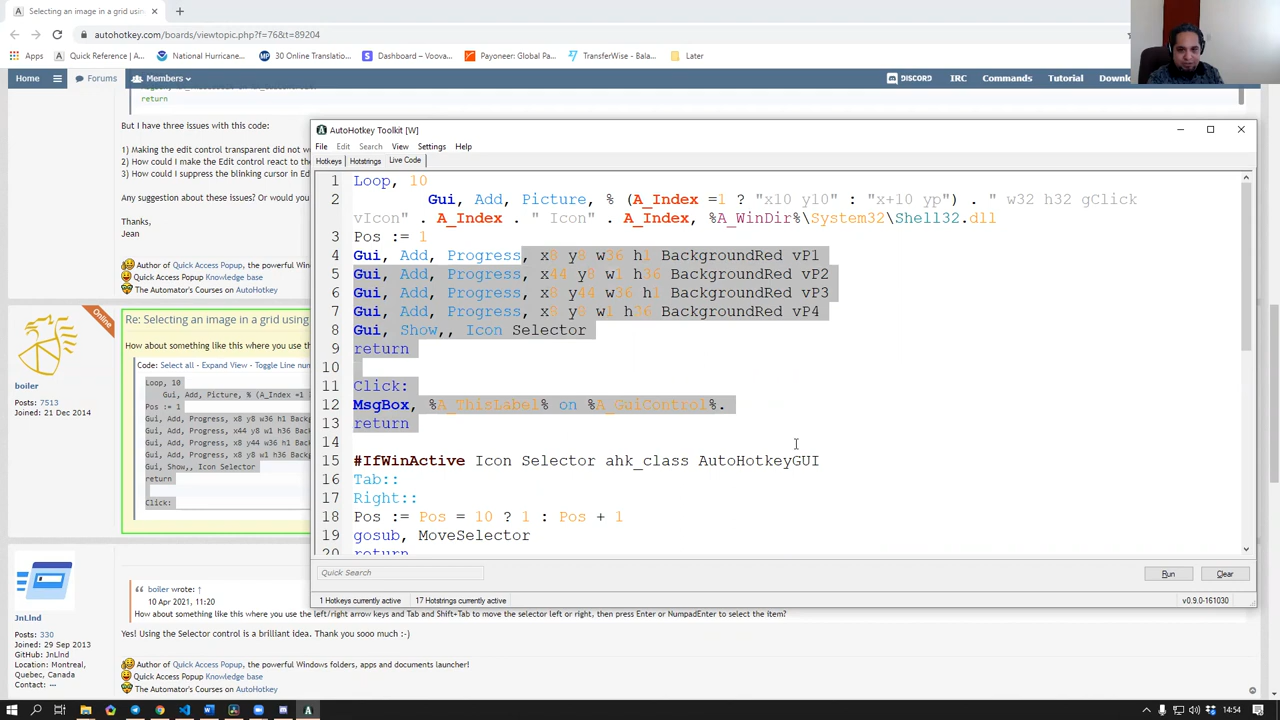 Selecting an image in a grid usin
autohotkey.com/boards/viewtopic.php?f=76&t=89204
Apps
Quick Reference | A...
National Hurricane...
30 Online Translatio...
Dashboard – Voova...
Payoneer: Global Pa...
TransferWise - Bala...
Later
Home
Forums
Members
DISCORD
IRC
Commands
Tutorial
Downl
return
But I have three issues with this code:
1) Making the edit control transparent did not w
2) How could I make the Edit control react to the
3) How could I suppress the blinking cursor in Ed
Any suggestion about these issues? Or would you
Thanks,
Jean
Author of Quick Access Popup, the powerful Win
Quick Access Popup Knowledge base
The Automator's Courses on AutoHotkey
Online
boiler
Posts: 7513
Joined: 21 Dec 2014
Re: Selecting an image in a grid using
How about something like this where you use th
Code: Select all - Expand View - Toggle Line num
Loop, 10
Gui, Add, Picture, % (A_Index =1 ?
Pos := 1
Gui, Add, Progress, x8 y8 w36 h1 Backg
Gui, Add, Progress, x44 y8 w1 h36 Back
Gui, Add, Progress, x8 y44 w36 h1 Back
Gui, Add, Progress, x8 y8 w1 h36 Backg
Gui, Show,, Icon Selector
return
Click:
JnLlnd
Posts: 330
Joined: 29 Sep 2013
GitHub: JnLlnd
Location: Montreal,
Quebec, Canada
Contact:
boiler wrote: ↑
10 Apr 2021, 11:20
How about something like this where you use the left/right arrow keys and Tab and Shift+Tab to move the selector left or right, then press Enter or NumpadEnter to select the item?
Yes! Using the Selector control is a brilliant idea. Thank you sooo much :-)
Author of Quick Access Popup, the powerful Windows folders, apps and documents launcher!
Quick Access Popup Knowledge base
The Automator's Courses on AutoHotkey
AutoHotkey Toolkit [W]
File Edit Search View Settings Help
Hotkeys Hotstrings Live Code
1 Loop, 10
2 Gui, Add, Picture, % (A_Index =1 ? "x10 y10" : "x+10 yp") . " w32 h32 gClick
vIcon" . A_Index . " Icon" . A_Index, %A_WinDir%\System32\Shell32.dll
3 Pos := 1
4 Gui, Add, Progress, x8 y8 w36 h1 BackgroundRed vP1
5 Gui, Add, Progress, x44 y8 w1 h36 BackgroundRed vP2
6 Gui, Add, Progress, x8 y44 w36 h1 BackgroundRed vP3
7 Gui, Add, Progress, x8 y8 w1 h36 BackgroundRed vP4
8 Gui, Show,, Icon Selector
9 return
10
11 Click:
12 MsgBox, %A_ThisLabel% on %A_GuiControl%.
13 return
14
15 #IfWinActive Icon Selector ahk_class AutoHotkeyGUI
16 Tab::
17 Right::
18 Pos := Pos = 10 ? 1 : Pos + 1
19 gosub, MoveSelector
20 return
Quick Search
Run
Clear
1 Hotkeys currently active
17 Hotstrings currently active
v0.9.0-161030
14:54